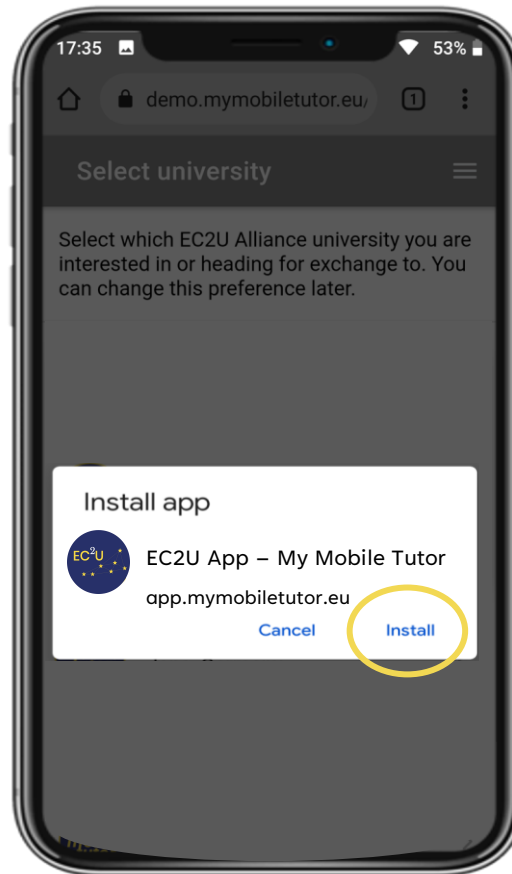 17:35
53%
demo.mymobiletutor.eu/
1
Select university
Select which EC2U Alliance university you are
interested in or heading for exchange to. You
can change this preference later.
Install app
EC2U
EC2U App – My Mobile Tutor
app.mymobiletutor.eu
Cancel
Install